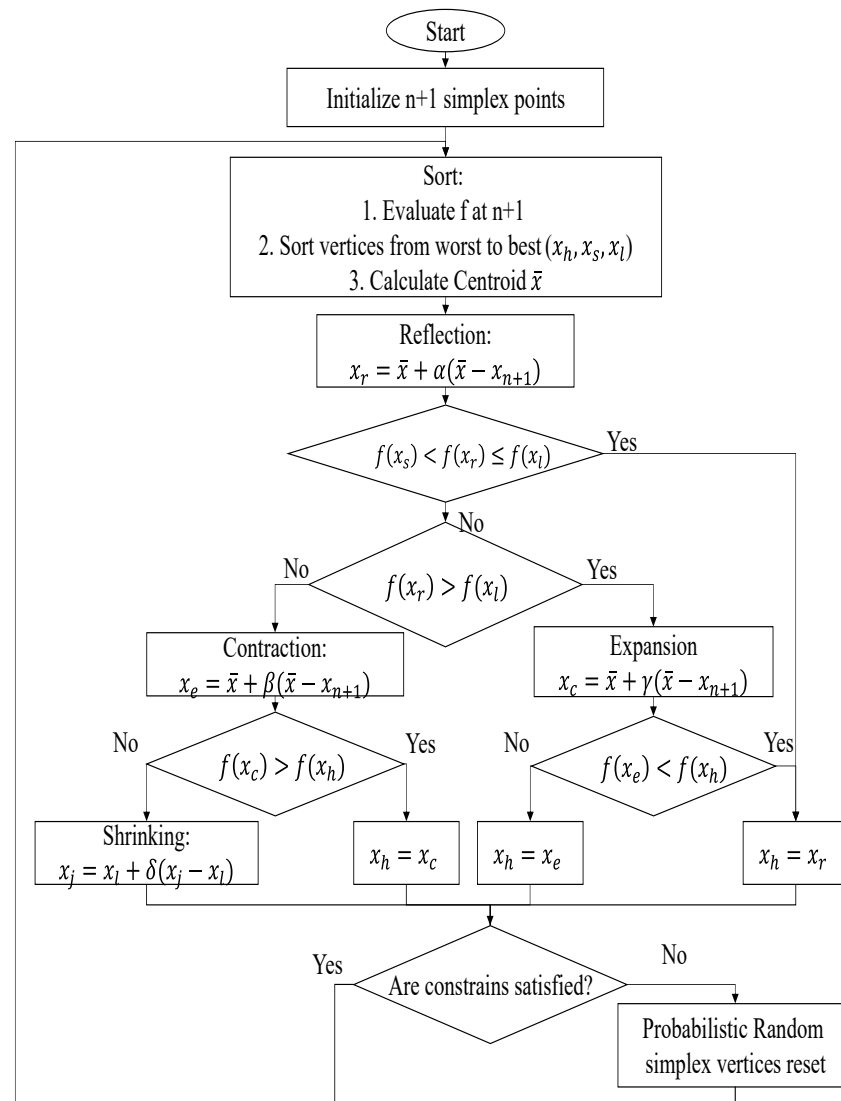 Start
Initialize n+1 simplex points
Sort:
1. Evaluate f at n+1
2. Sort vertices from worst to best (x_h, x_s, x_l)
3. Calculate Centroid x̄
Reflection:
x_r = x̄ + α(x̄ − x_{n+1})
f(x_s) < f(x_r) ≤ f(x_l)
Yes
No
f(x_r) > f(x_l)
No
Yes
Contraction:
x_e = x̄ + β(x̄ − x_{n+1})
Expansion
x_c = x̄ + γ(x̄ − x_{n+1})
No
f(x_c) > f(x_h)
Yes
No
f(x_e) < f(x_h)
Yes
Shrinking:
x_j = x_l + δ(x_j − x_l)
x_h = x_c
x_h = x_e
x_h = x_r
Yes
Are constrains satisfied?
No
Probabilistic Random
simplex vertices reset